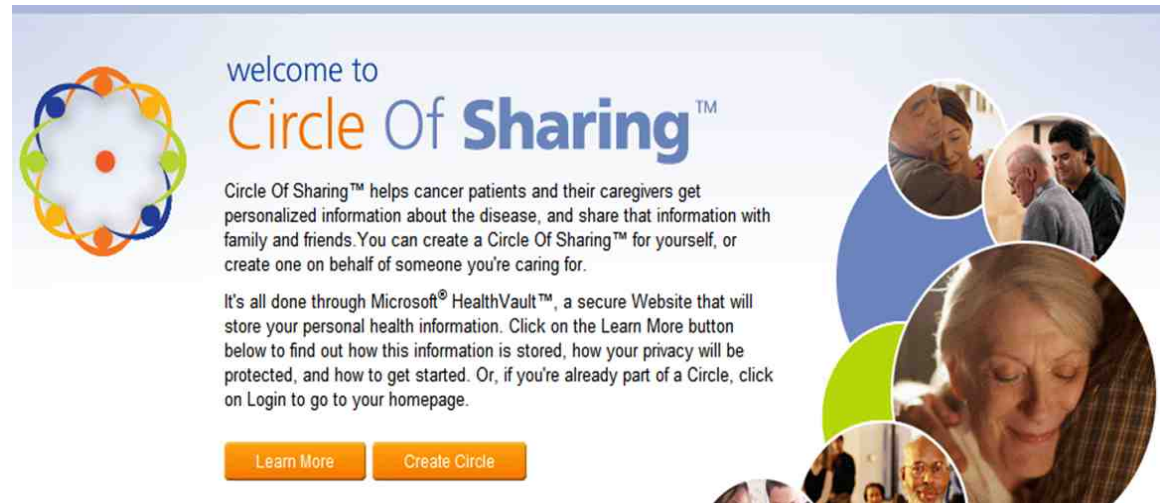 welcome to
Circle Of Sharing™
Circle Of Sharing™ helps cancer patients and their caregivers get
personalized information about the disease, and share that information with
family and friends.You can create a Circle Of Sharing™ for yourself, or
create one on behalf of someone you're caring for.
It's all done through Microsoft® HealthVault™, a secure Website that will
store your personal health information. Click on the Learn More button
below to find out how this information is stored, how your privacy will be
protected, and how to get started. Or, if you're already part of a Circle, click
on Login to go to your homepage.
Learn More Create Circle